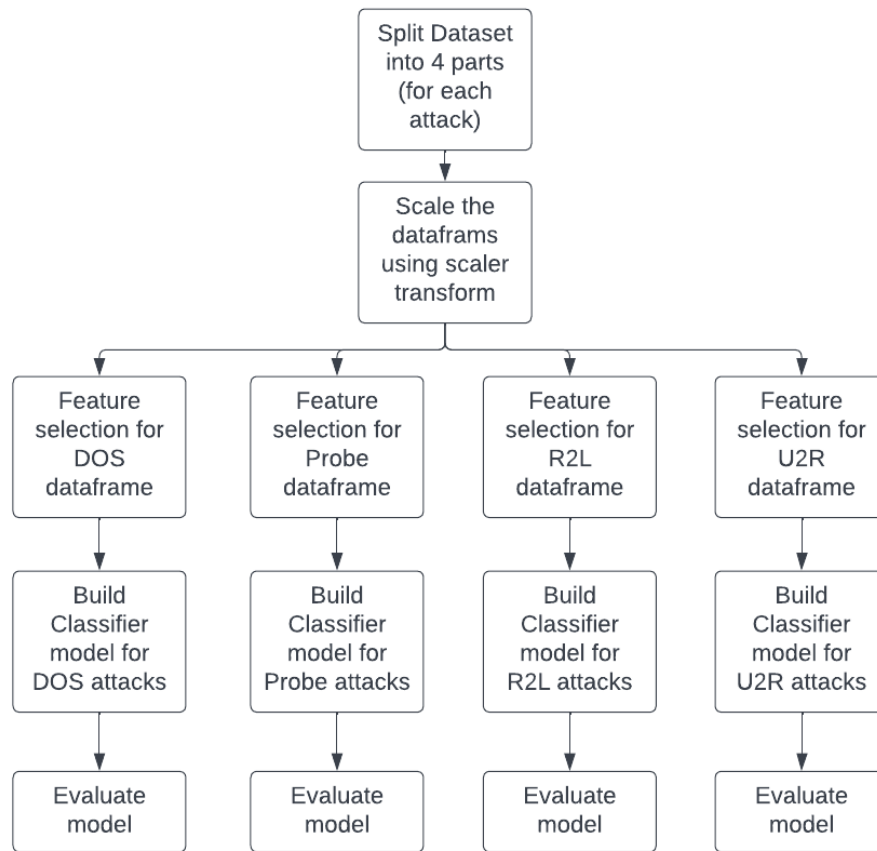 Split Dataset
into 4 parts
(for each
attack)
Scale the
dataframs
using scaler
transform
Feature
selection for
DOS
dataframe
Feature
selection for
Probe
dataframe
Feature
selection for
R2L
dataframe
Feature
selection for
U2R
dataframe
Build
Classifier
model for
DOS attacks
Build
Classifier
model for
Probe attacks
Build
Classifier
model for
R2L attacks
Build
Classifier
model for
U2R attacks
Evaluate
model
Evaluate
model
Evaluate
model
Evaluate
model